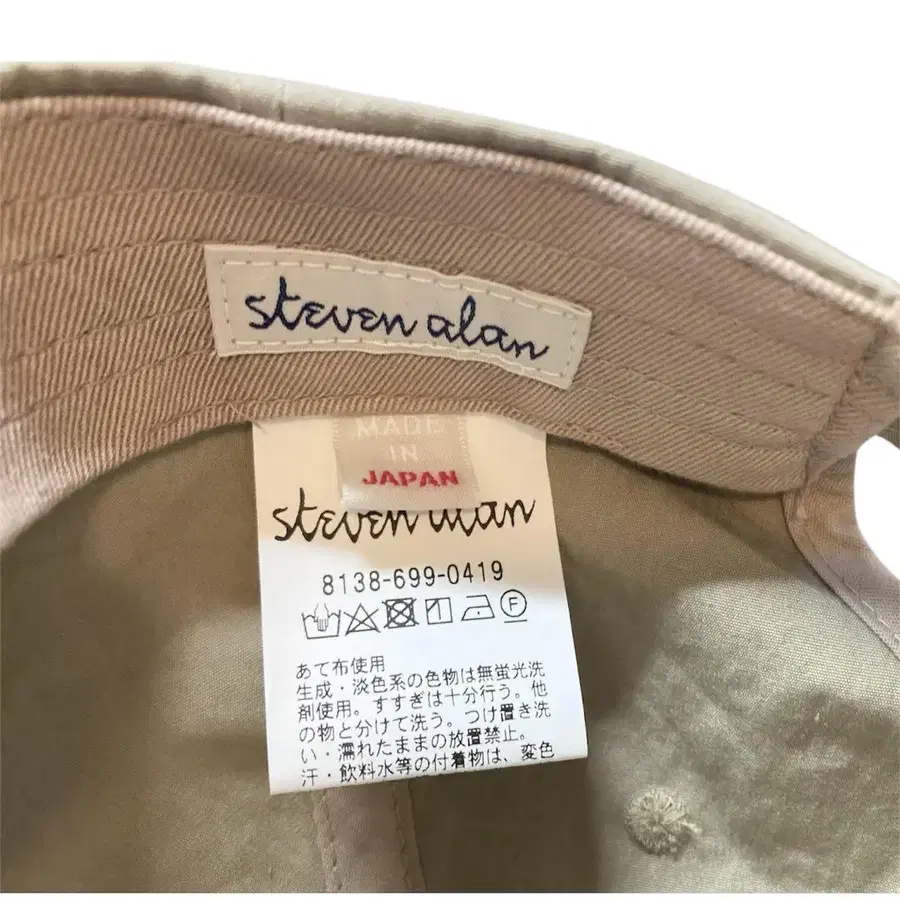 steven alan
MADE
IN
JAPAN
steven alan
8138-699-0419
F
あて布使用
生成・淡色系の色物は無蛍光洗
剤使用。すすぎは十分行う。他
の物と分けて洗う。つけ置き洗
い・濡れたままの放置禁止。
汗・飲料水等の付着物は、変色